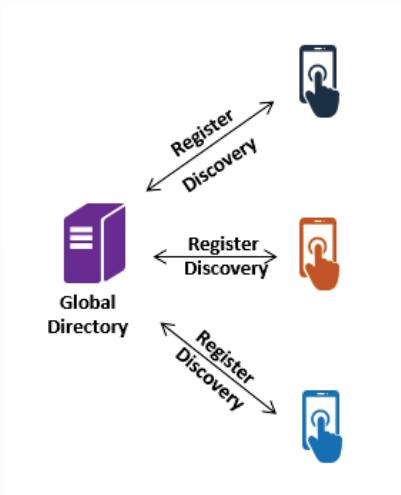 Register
Discovery
Register
Discovery
Global
Directory
Register
Discovery